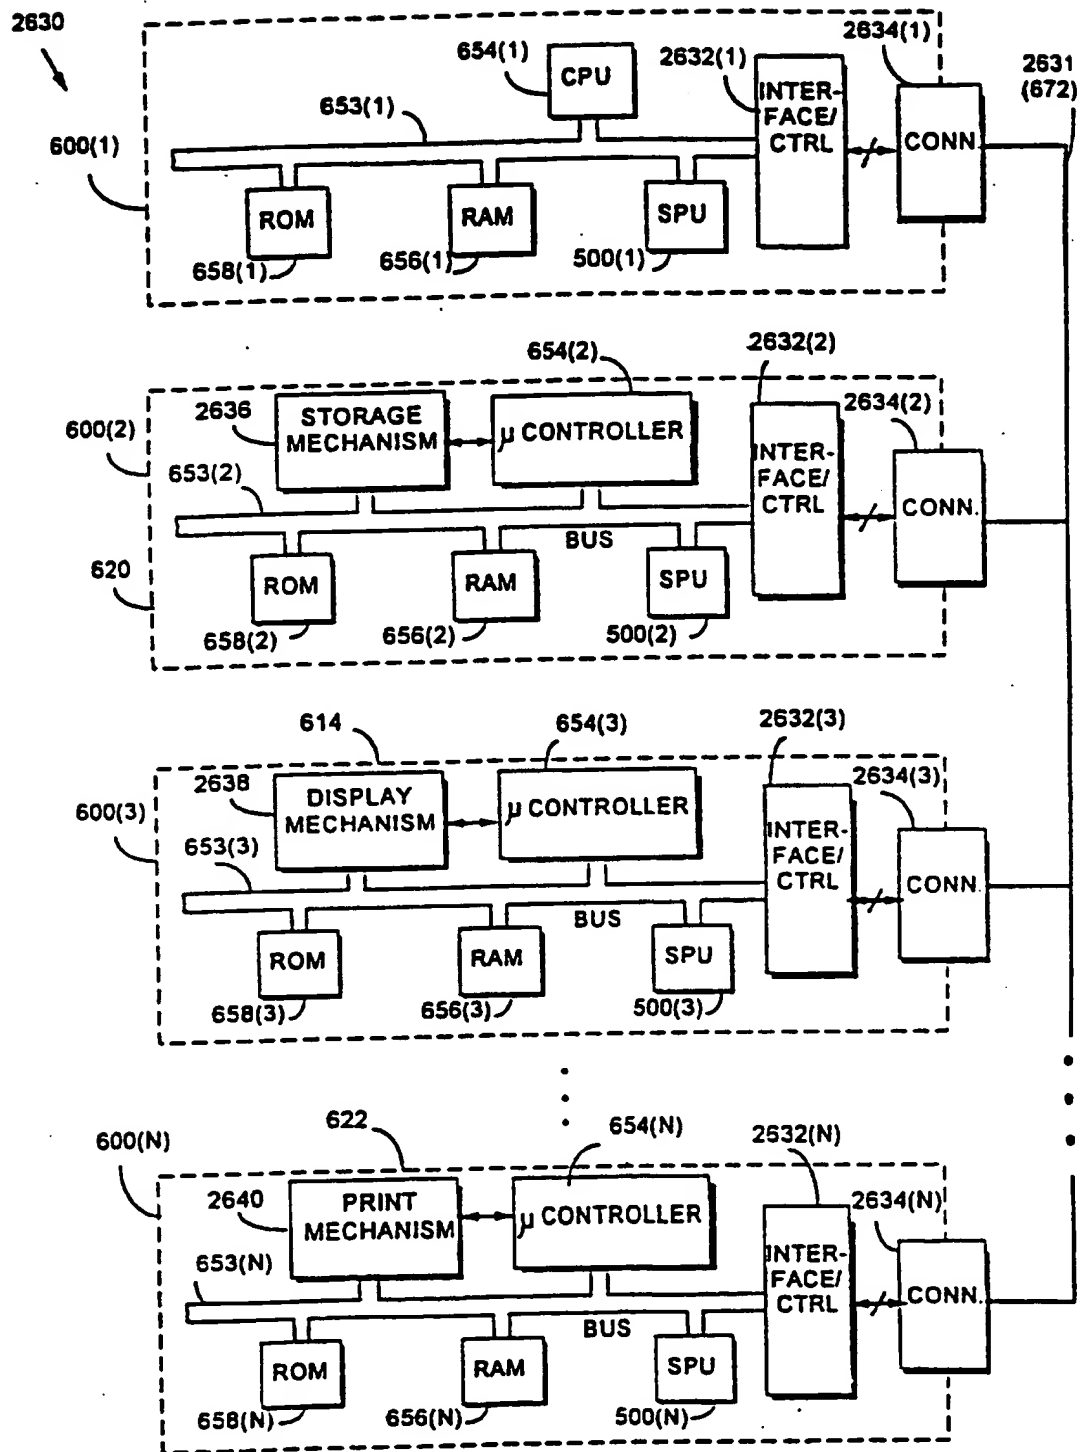 2630
600(1)
654(1)
CPU
2632(1)
INTER-
FACE/
CTRL
2634(1)
CONN.
2631
(672)
653(1)
ROM
658(1)
RAM
656(1)
SPU
500(1)
600(2)
620
2636
STORAGE
MECHANISM
654(2)
μ CONTROLLER
2632(2)
INTER-
FACE/
CTRL
2634(2)
CONN.
653(2)
BUS
ROM
658(2)
RAM
656(2)
SPU
500(2)
614
600(3)
2638
DISPLAY
MECHANISM
654(3)
μ CONTROLLER
2632(3)
INTER-
FACE/
CTRL
2634(3)
CONN.
653(3)
BUS
ROM
658(3)
RAM
656(3)
SPU
500(3)
622
600(N)
2640
PRINT
MECHANISM
654(N)
μ CONTROLLER
2632(N)
INTER-
FACE/
CTRL
2634(N)
CONN.
653(N)
BUS
ROM
658(N)
RAM
656(N)
SPU
500(N)